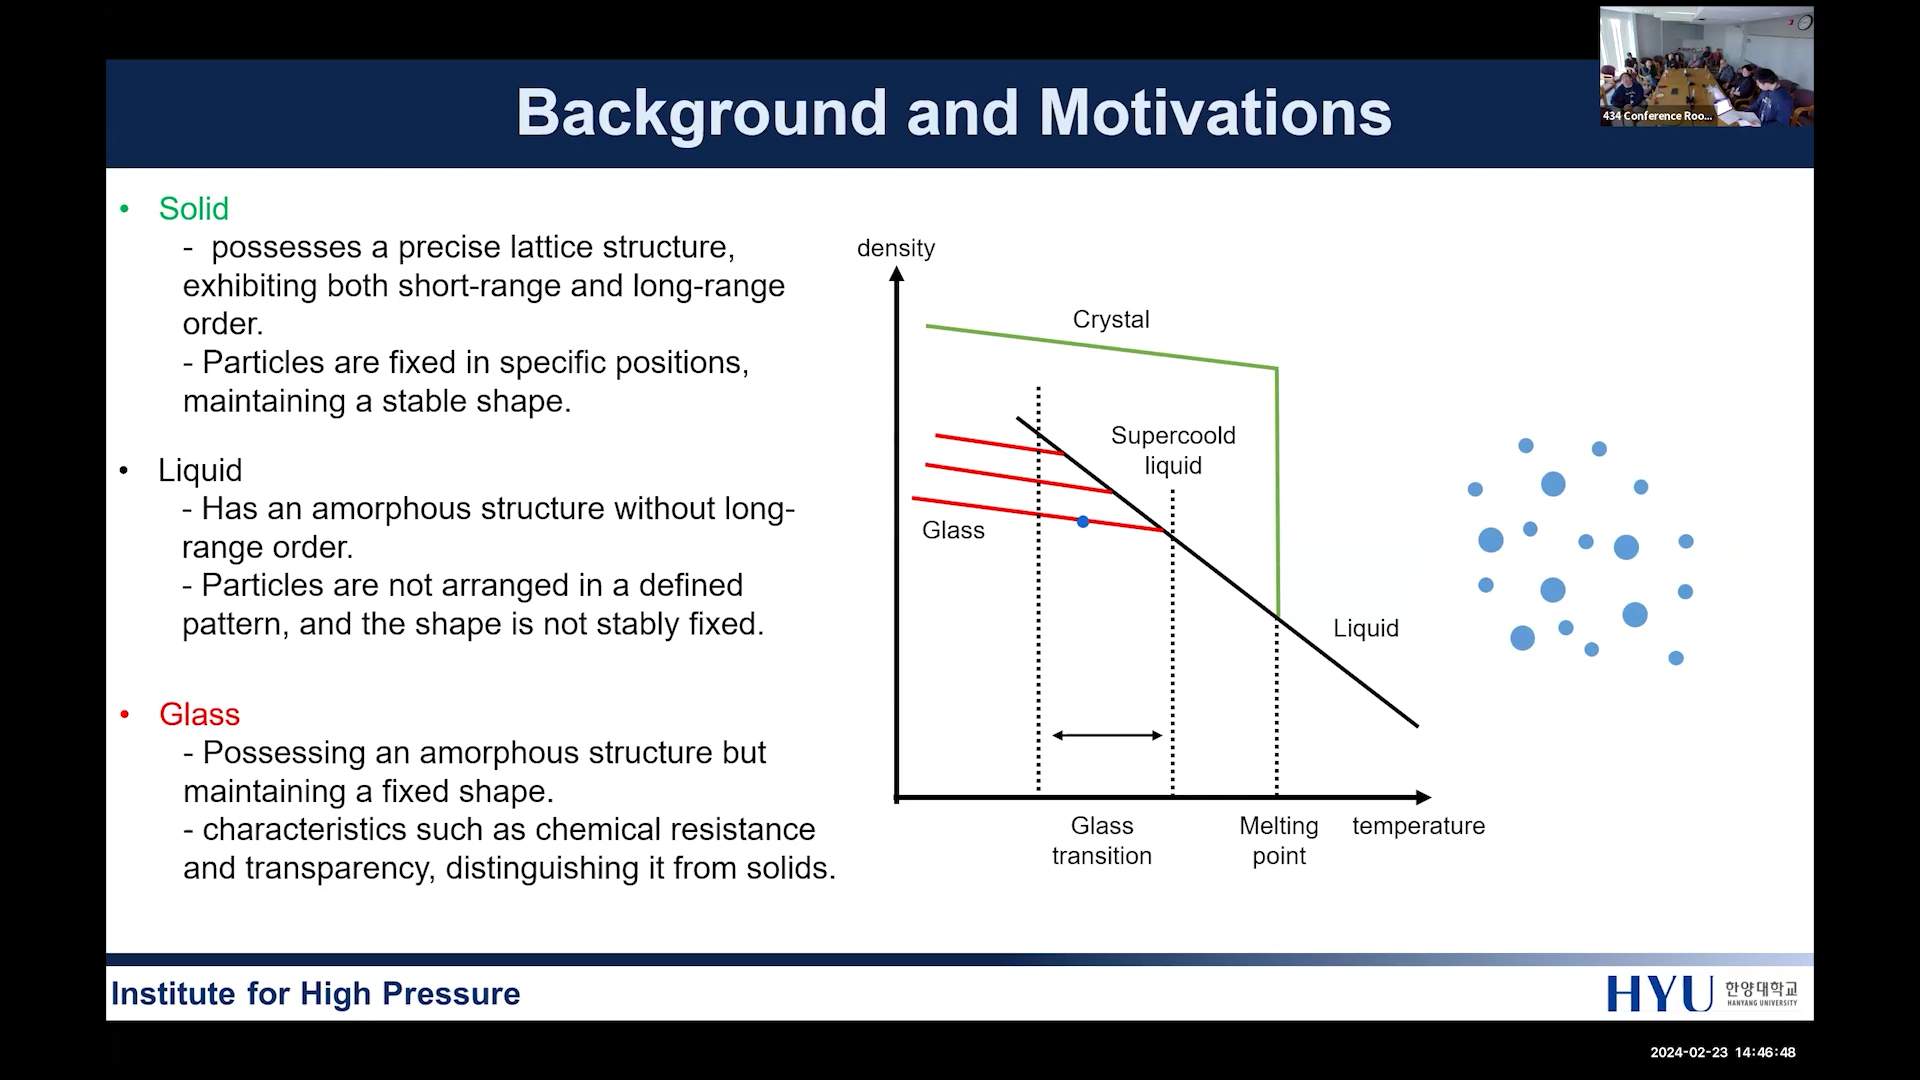 Background and Motivations
434 Conference Roo...
• Solid
- possesses a precise lattice structure,
exhibiting both short-range and long-range
order.
- Particles are fixed in specific positions,
maintaining a stable shape.
• Liquid
- Has an amorphous structure without long-
range order.
- Particles are not arranged in a defined
pattern, and the shape is not stably fixed.
• Glass
- Possessing an amorphous structure but
maintaining a fixed shape.
- characteristics such as chemical resistance
and transparency, distinguishing it from solids.
density
Crystal
Supercoold
liquid
Glass
Liquid
Glass
transition
Melting
point
temperature
Institute for High Pressure
HYU 한양대학교
HANYANG UNIVERSITY
2024-02-23 14:46:48